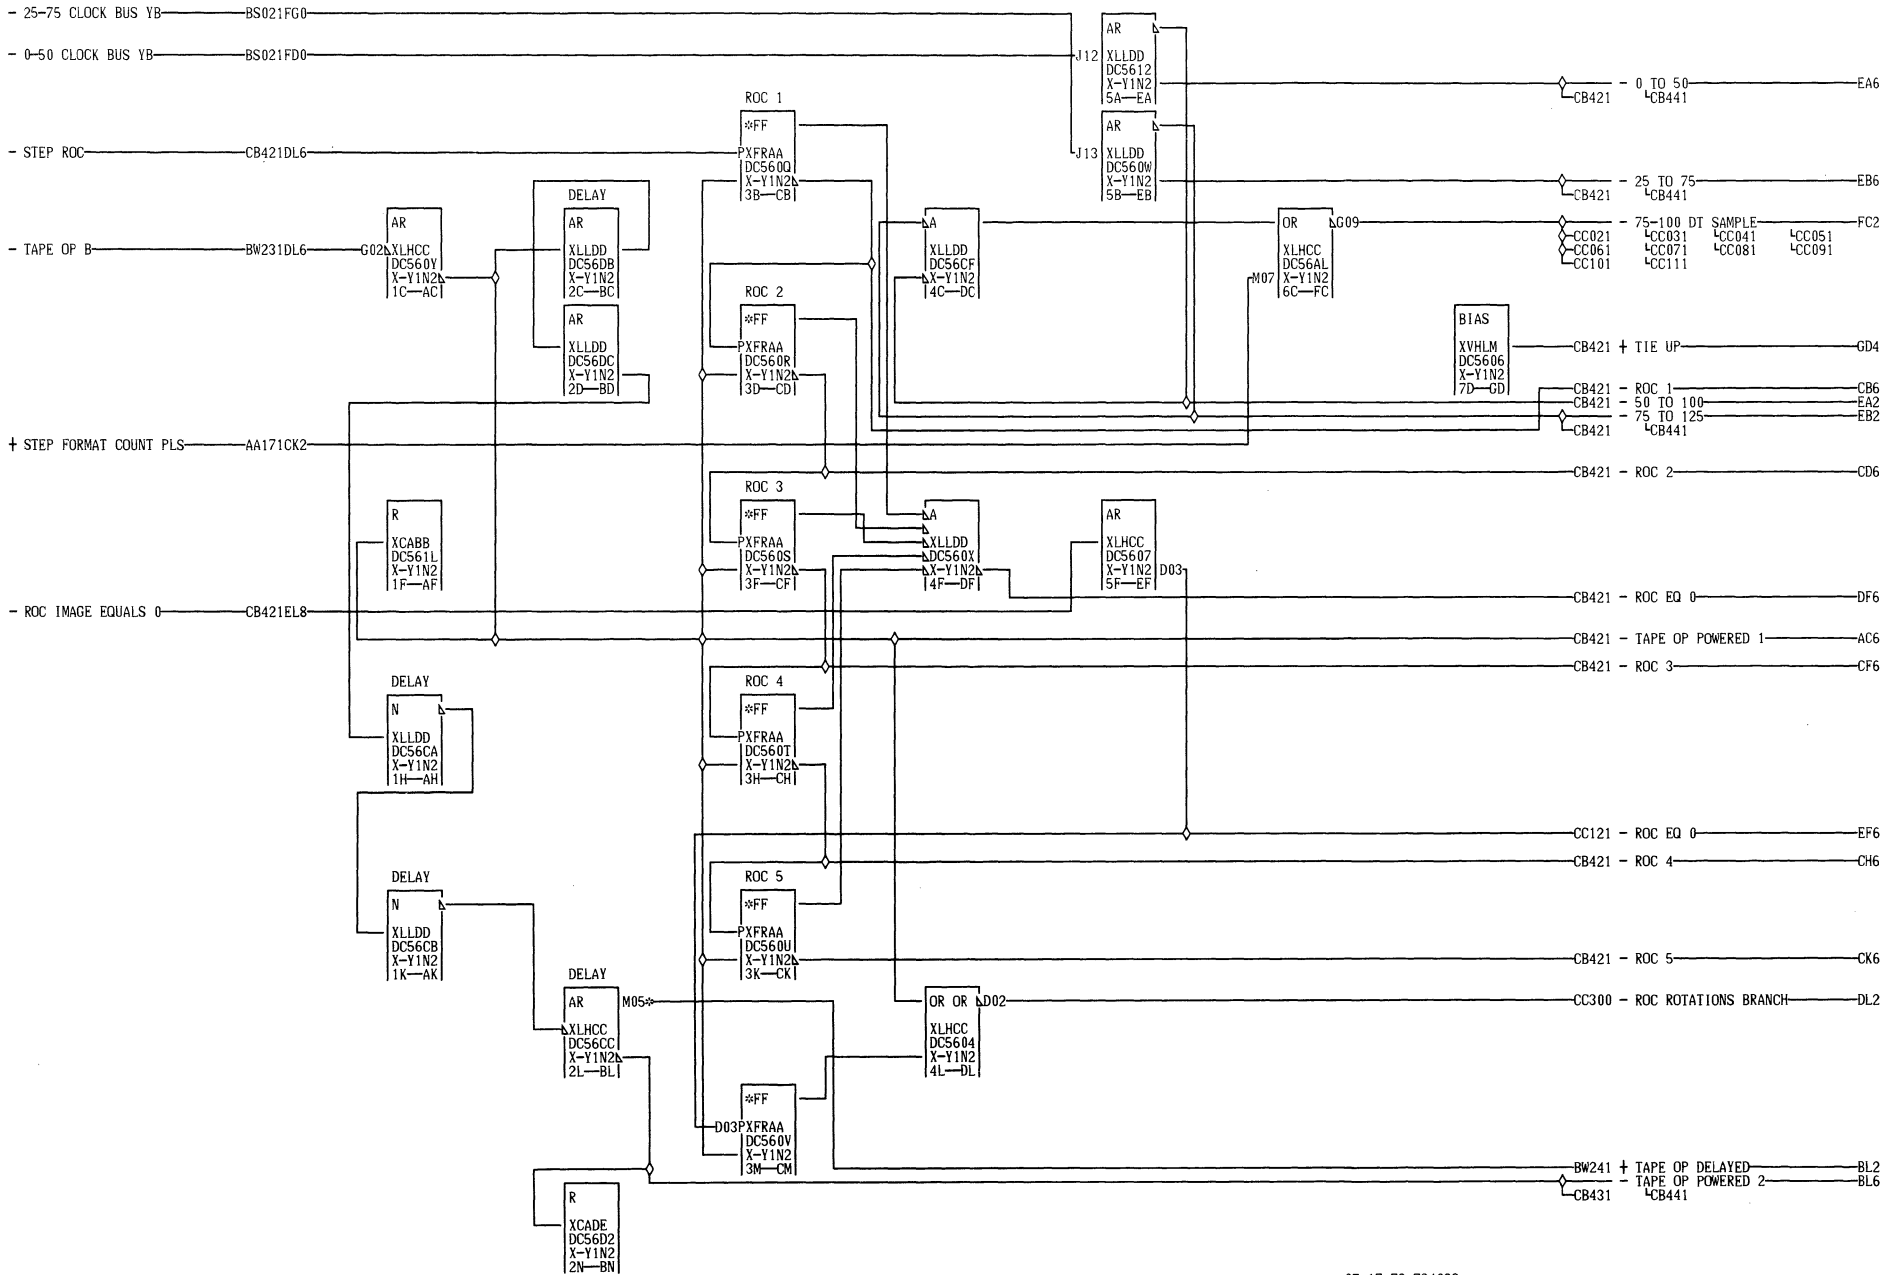 - 25-75 CLOCK BUS YB BS021FG0
- 0-50 CLOCK BUS YB BS021FD0
- STEP ROC CB421DL6
- TAPE OP B BW231DL6 G02
+ STEP FORMAT COUNT PLS AA171CK2
- ROC IMAGE EQUALS 0 CB421EL8
AR
XLHCC
DC560Y
X-Y1N2
1C—AC
R
XCABB
DC561L
X-Y1N2
1F—AF
DELAY
N
XLLDD
DC56CA
X-Y1N2
1H—AH
DELAY
N
XLLDD
DC56CB
X-Y1N2
1K—AK
DELAY
AR
XLLDD
DC56DB
X-Y1N2
2C—BC
AR
XLLDD
DC56DC
X-Y1N2
2D—BD
DELAY
AR M05*
XLHCC
DC56CC
X-Y1N2
2L—BL
R
XCADE
DC56D2
X-Y1N2
2N—BN
ROC 1
*FF
PXFRAA
DC560Q
X-Y1N2
3B—CB
ROC 2
*FF
PXFRAA
DC560R
X-Y1N2
3D—CD
ROC 3
*FF
PXFRAA
DC560S
X-Y1N2
3F—CF
ROC 4
*FF
PXFRAA
DC560T
X-Y1N2
3H—CH
ROC 5
*FF
PXFRAA
DC560U
X-Y1N2
3K—CK
*FF
D03PXFRAA
DC560V
X-Y1N2
3M—CM
A
XLLDD
DC56CF
X-Y1N2
4C—DC
A
XLLDD
DC560X
X-Y1N2
4F—DF
OR OR D02
XLHCC
DC5604
X-Y1N2
4L—DL
AR
J12 XLLDD
DC5612
X-Y1N2
5A—EA
AR
J13 XLLDD
DC560W
X-Y1N2
5B—EB
AR
XLHCC
DC5607
X-Y1N2 D03
5F—EF
OR G09
XLHCC
DC56AL
M07 X-Y1N2
6C—FC
BIAS
XVHLM
DC5606
X-Y1N2
7D—GD
- 0 TO 50 EA6
CB421 CB441
- 25 TO 75 EB6
CB421 CB441
- 75-100 DT SAMPLE FC2
CC021 CC031 CC041 CC051
CC061 CC071 CC081 CC091
CC101 CC111
CB421 + TIE UP GD4
CB421 - ROC 1 CB6
CB421 - 50 TO 100 EA2
- 75 TO 125 EB2
CB421 CB441
CB421 - ROC 2 CD6
CB421 - ROC EQ 0 DF6
CB421 - TAPE OP POWERED 1 AC6
CB421 - ROC 3 CF6
CC121 - ROC EQ 0 EF6
CB421 - ROC 4 CH6
CB421 - ROC 5 CK6
CC300 - ROC ROTATIONS BRANCH DL2
BW241 + TAPE OP DELAYED BL2
- TAPE OP POWERED 2 BL6
CB431 CB441